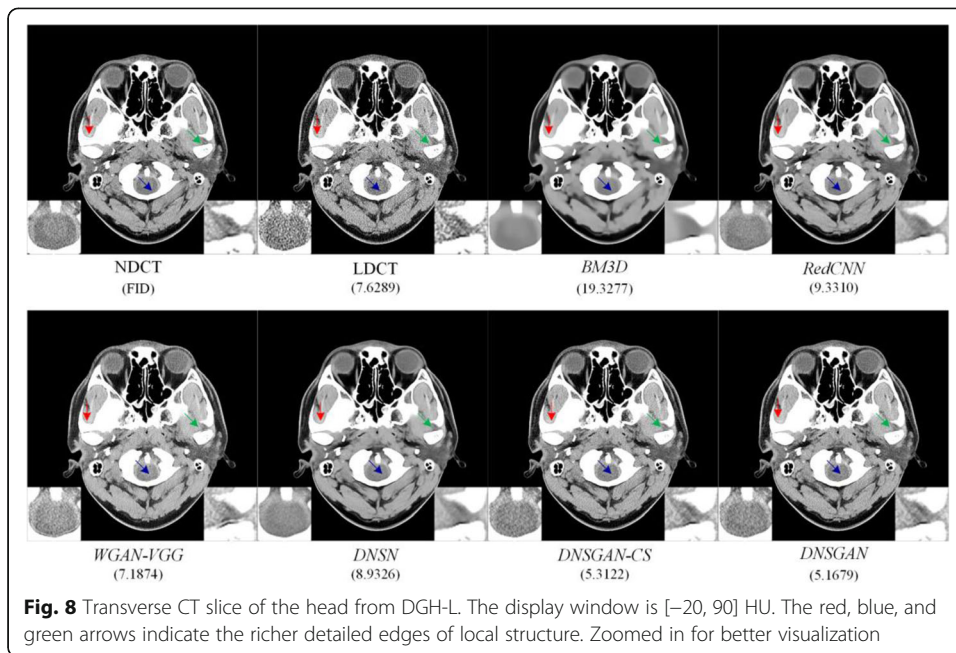 NDCT LDCT BM3D RedCNN
(FID) (7.6289) (19.3277) (9.3310)
WGAN-VGG DNSN DNSGAN-CS DNSGAN
(7.1874) (8.9326) (5.3122) (5.1679)
Fig. 8 Transverse CT slice of the head from DGH-L. The display window is [−20, 90] HU. The red, blue, and
green arrows indicate the richer detailed edges of local structure. Zoomed in for better visualization